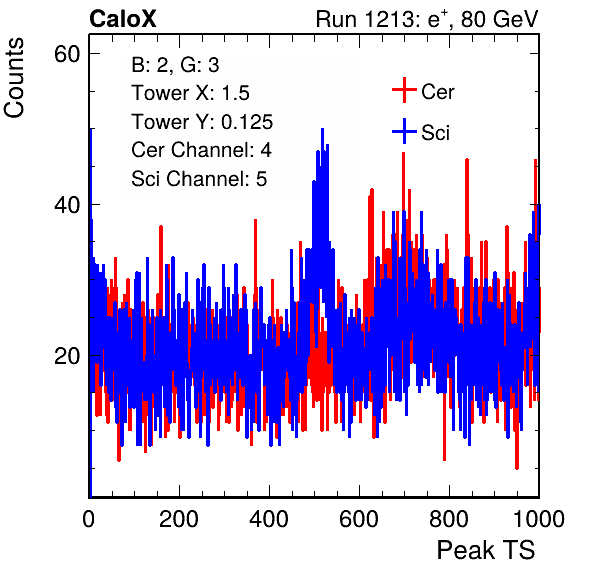 CaloX Run 1213: e+, 80 GeV
Counts
60
40
20
B: 2, G: 3
Tower X: 1.5
Tower Y: 0.125
Cer Channel: 4
Sci Channel: 5
Cer
Sci
0 200 400 600 800 1000
Peak TS